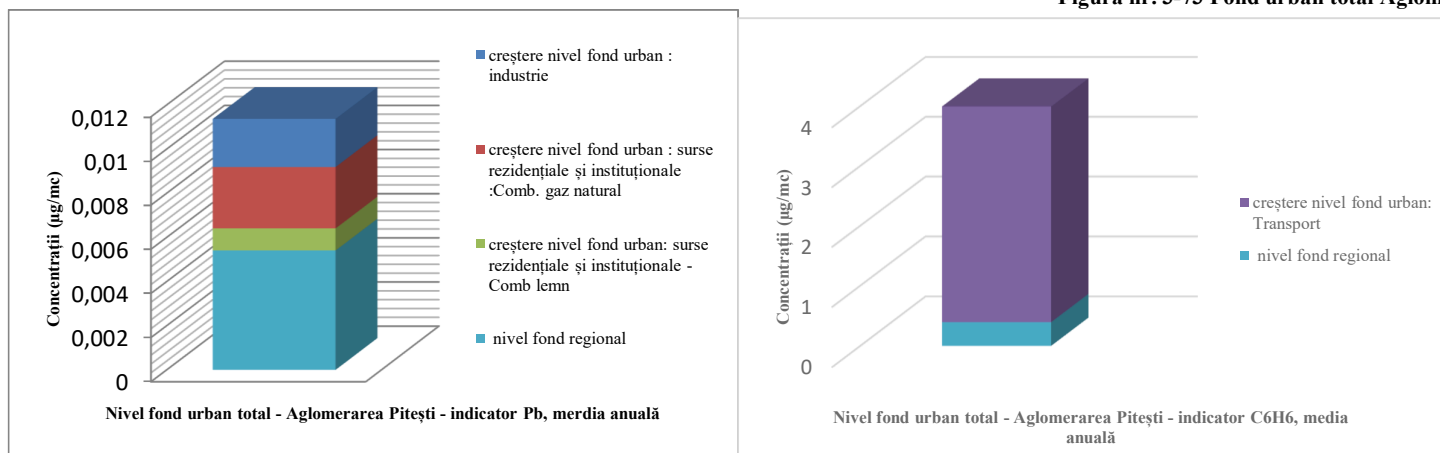 Figura nr. 3-73 Fond urban total Aglom
0,012
0,01
0,008
0,006
0,004
0,002
0
Concentrații (µg/mc)
creștere nivel fond urban :
industrie
creștere nivel fond urban : surse
rezidențiale și instituționale
:Comb. gaz natural
creștere nivel fond urban: surse
rezidențiale și instituționale -
Comb lemn
nivel fond regional
Nivel fond urban total - Aglomerarea Pitești - indicator Pb, merdia anuală
4
3
2
1
0
Concentrații (µg/mc)
creștere nivel fond urban:
Transport
nivel fond regional
Nivel fond urban total - Aglomerarea Pitești - indicator C6H6, media
anuală